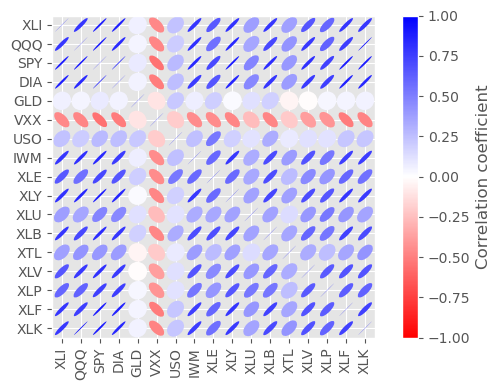 XLI
QQQ
SPY
DIA
GLD
VXX
USO
IWM
XLE
XLY
XLU
XLB
XTL
XLV
XLP
XLF
XLK
XLI QQQ SPY DIA GLD VXX USO IWM XLE XLY XLU XLB XTL XLV XLP XLF XLK
1.00
0.75
0.50
0.25
0.00
−0.25
−0.50
−0.75
−1.00
Correlation coefficient